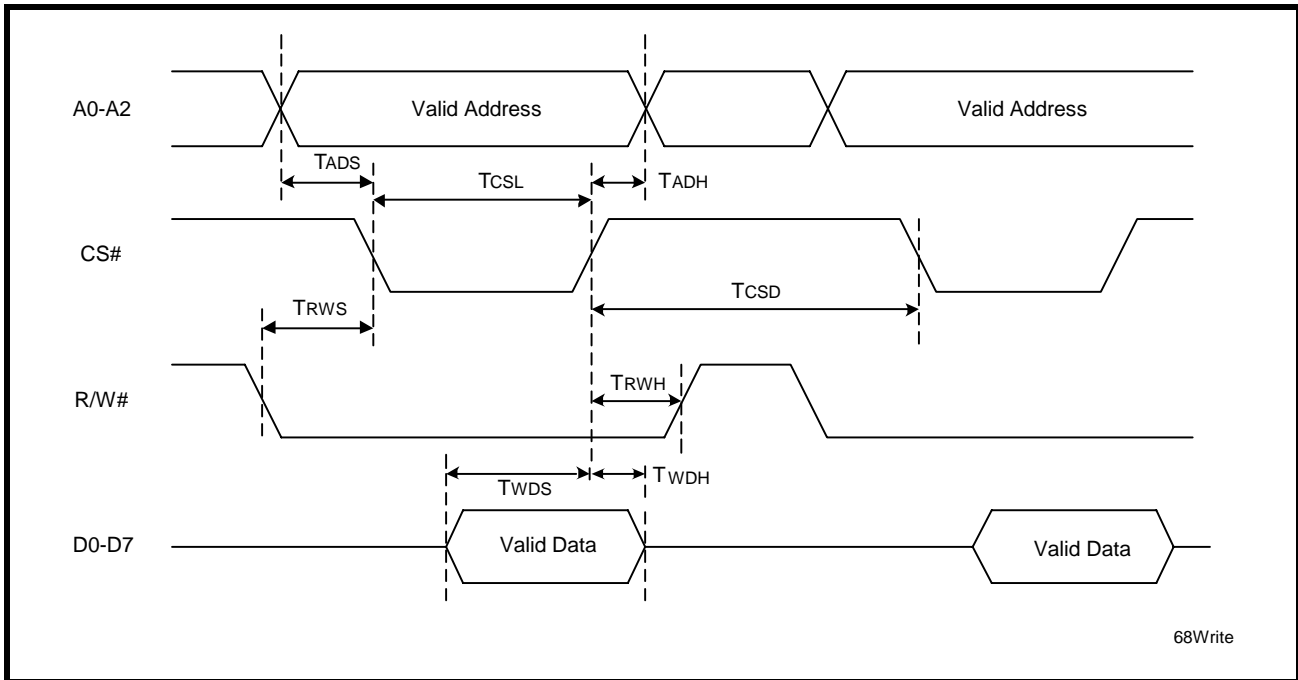 A0-A2
Valid Address
Valid Address
TADS
TCSL
TADH
CS#
TRWS
TCSD
R/W#
TRWH
TWDS
TWDH
D0-D7
Valid Data
Valid Data
68Write